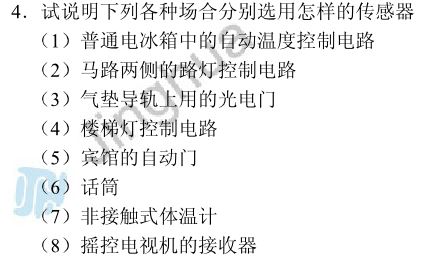 4．试说明下列各种场合分别选用怎样的传感器
（1）普通电冰箱中的自动温度控制电路
（2）马路两侧的路灯控制电路
（3）气垫导轨上用的光电门
（4）楼梯灯控制电路
（5）宾馆的自动门
（6）话筒
（7）非接触式体温计
（8）摇控电视机的接收器
Jinghua